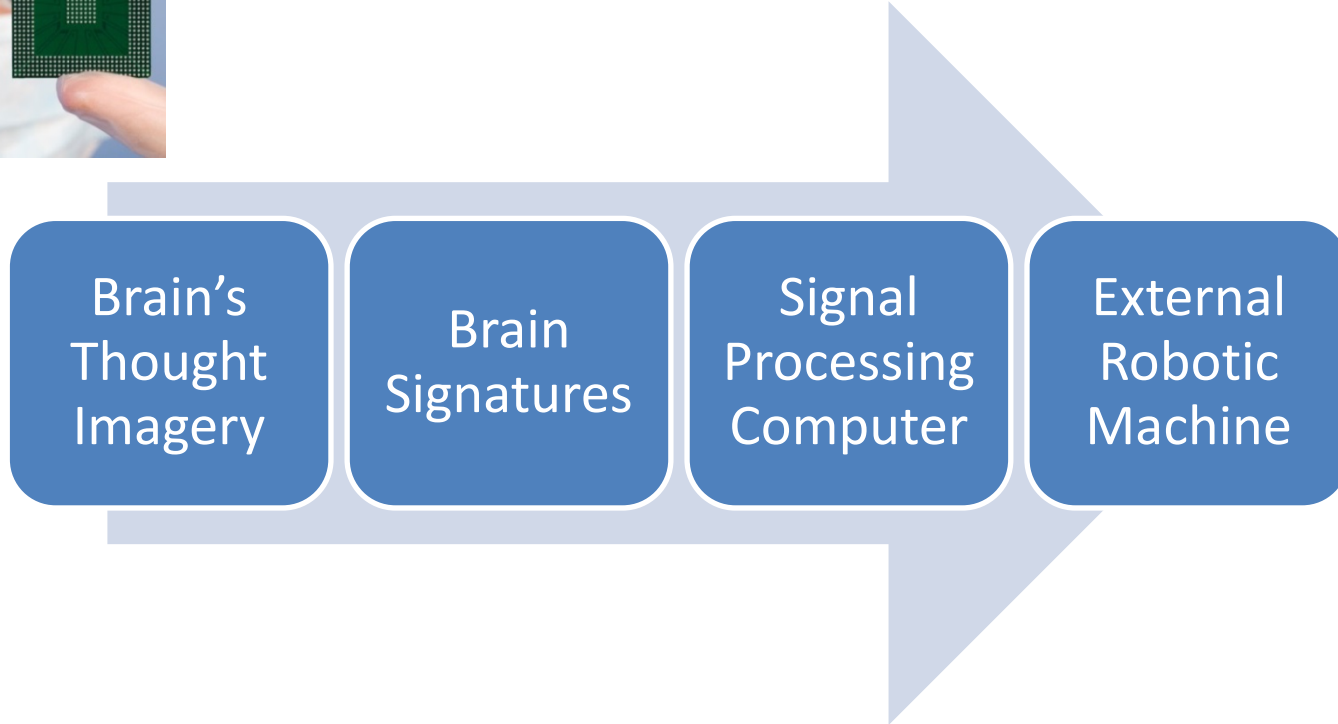 Brain’s
Thought
Imagery
Brain
Signatures
Signal
Processing
Computer
External
Robotic
Machine